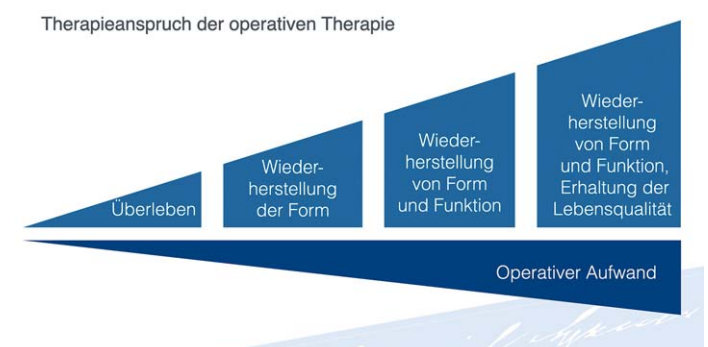 Therapieanspruch der operativen Therapie
Überleben
Wieder-
herstellung
der Form
Wieder-
herstellung
von Form
und Funktion
Wieder-
herstellung
von Form
und Funktion,
Erhaltung der
Lebensqualität
Operativer Aufwand